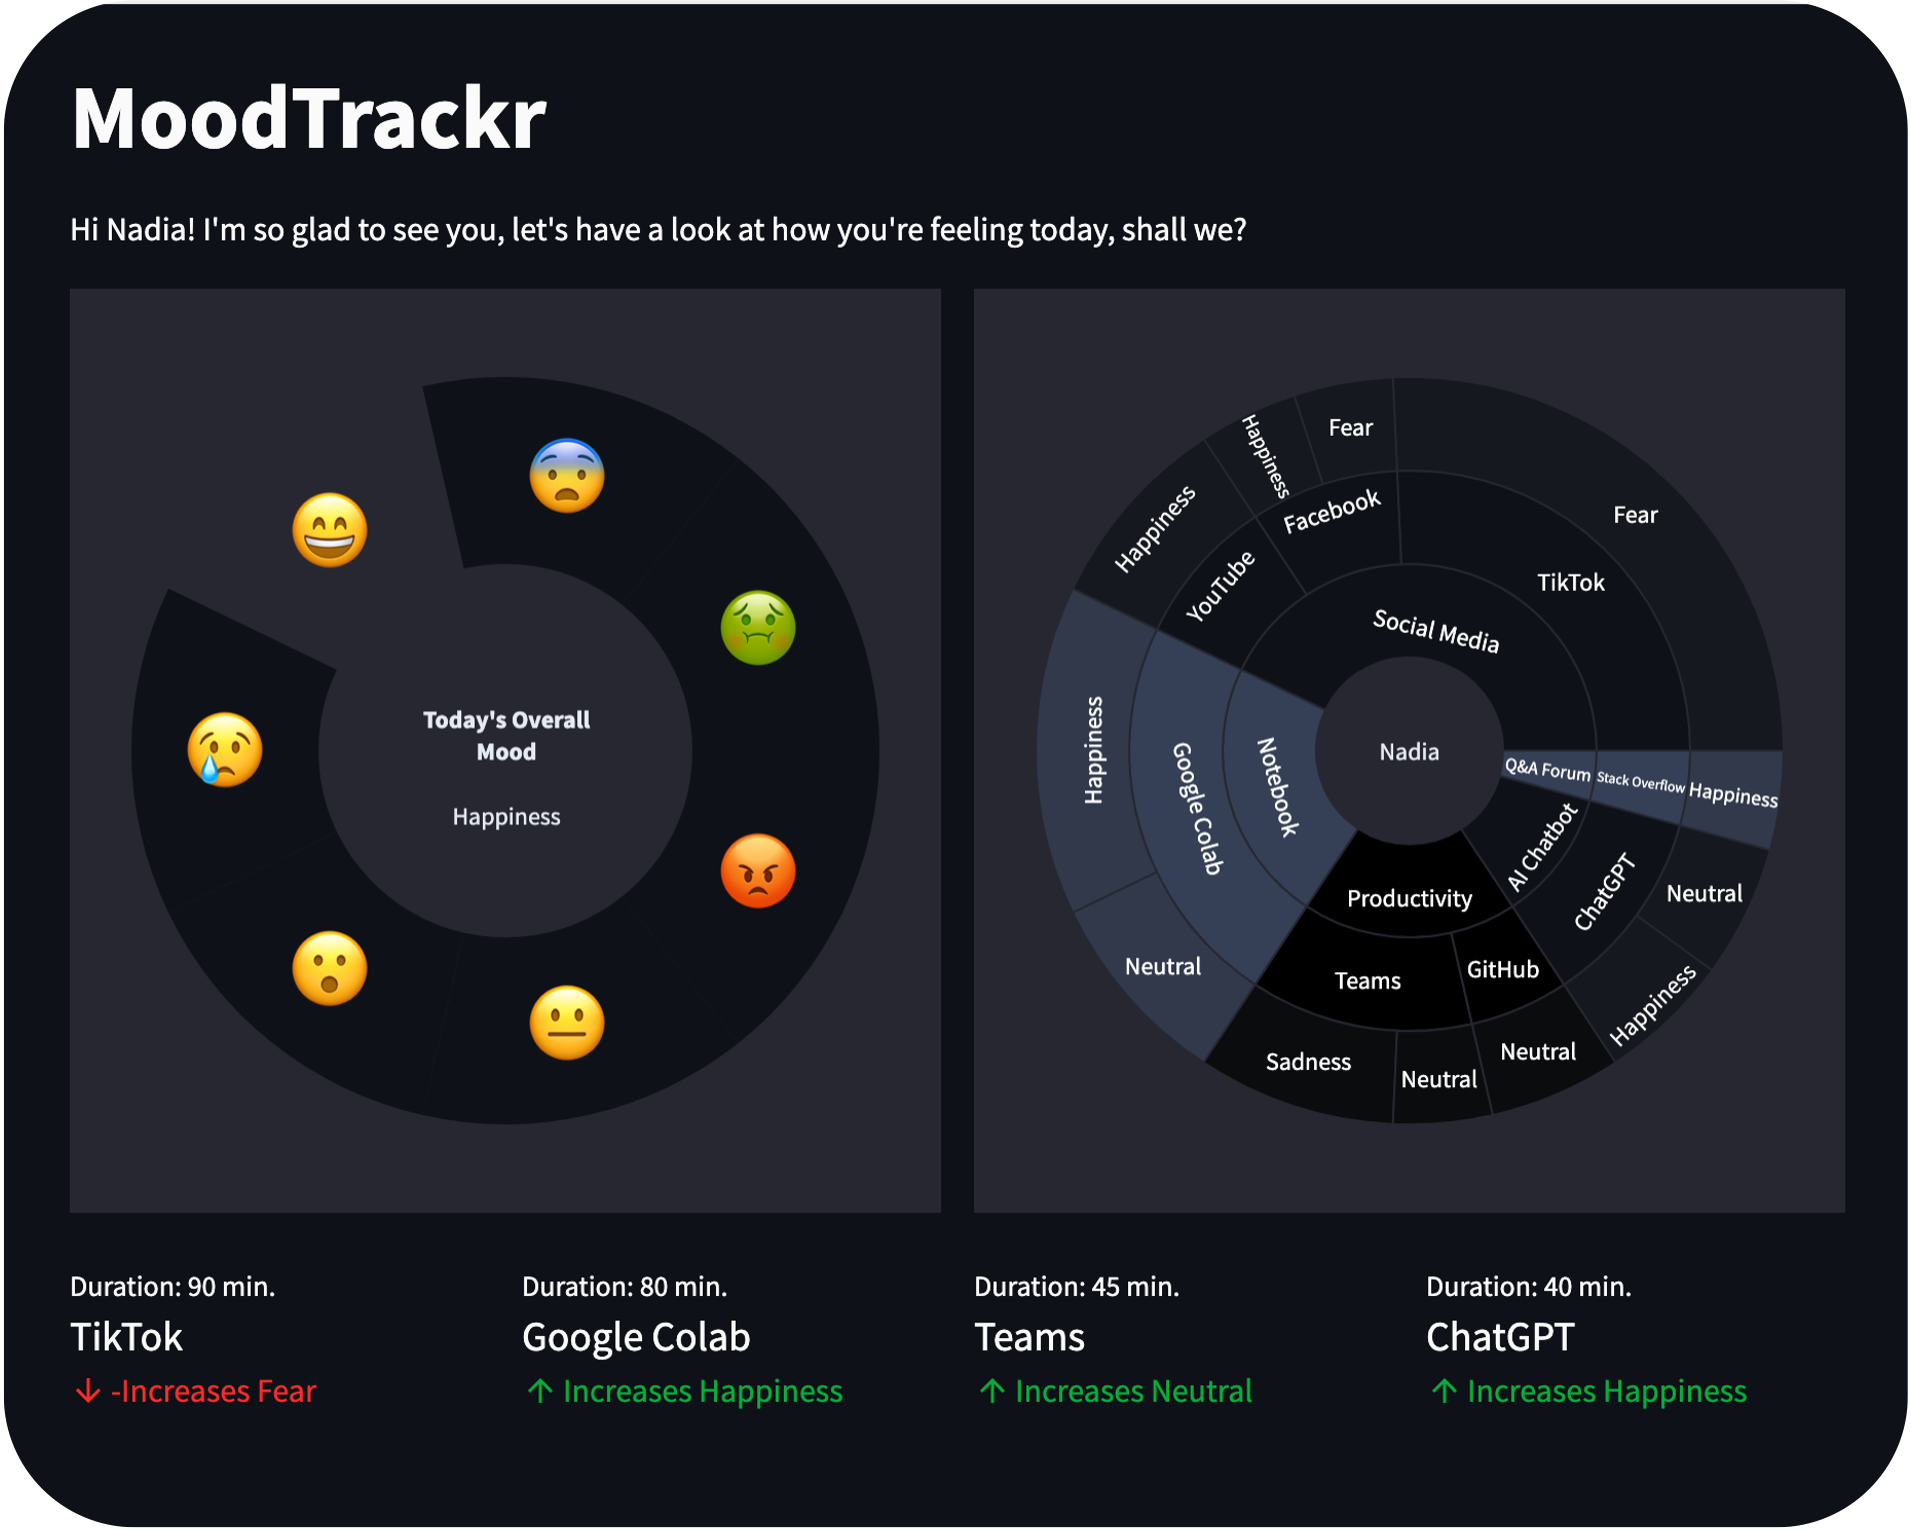 MoodTrackr
Hi Nadia! I'm so glad to see you, let's have a look at how you're feeling today, shall we?
Today's Overall
Mood
Happiness
Nadia
Social Media
TikTok
Fear
Facebook
Fear
Happiness
YouTube
Happiness
Notebook
Google Colab
Happiness
Neutral
Productivity
Teams
Sadness
Neutral
GitHub
Neutral
AI Chatbot
ChatGPT
Happiness
Neutral
Q&A Forum
Stack Overflow
Happiness
Duration: 90 min.
TikTok
↓ -Increases Fear
Duration: 80 min.
Google Colab
↑ Increases Happiness
Duration: 45 min.
Teams
↑ Increases Neutral
Duration: 40 min.
ChatGPT
↑ Increases Happiness